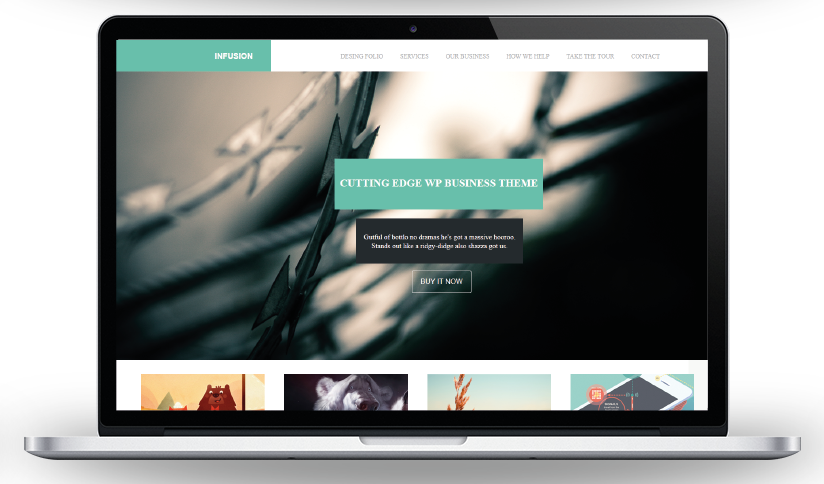 INFUSION
DESING FOLIO SERVICES OUR BUSINESS HOW WE HELP TAKE THE TOUR CONTACT
CUTTING EDGE WP BUSINESS THEME
Gutful of bottlo no dramas he's got a massive hooroo.
Stands out like a ridgy-didge also shazza got us.
BUY IT NOW